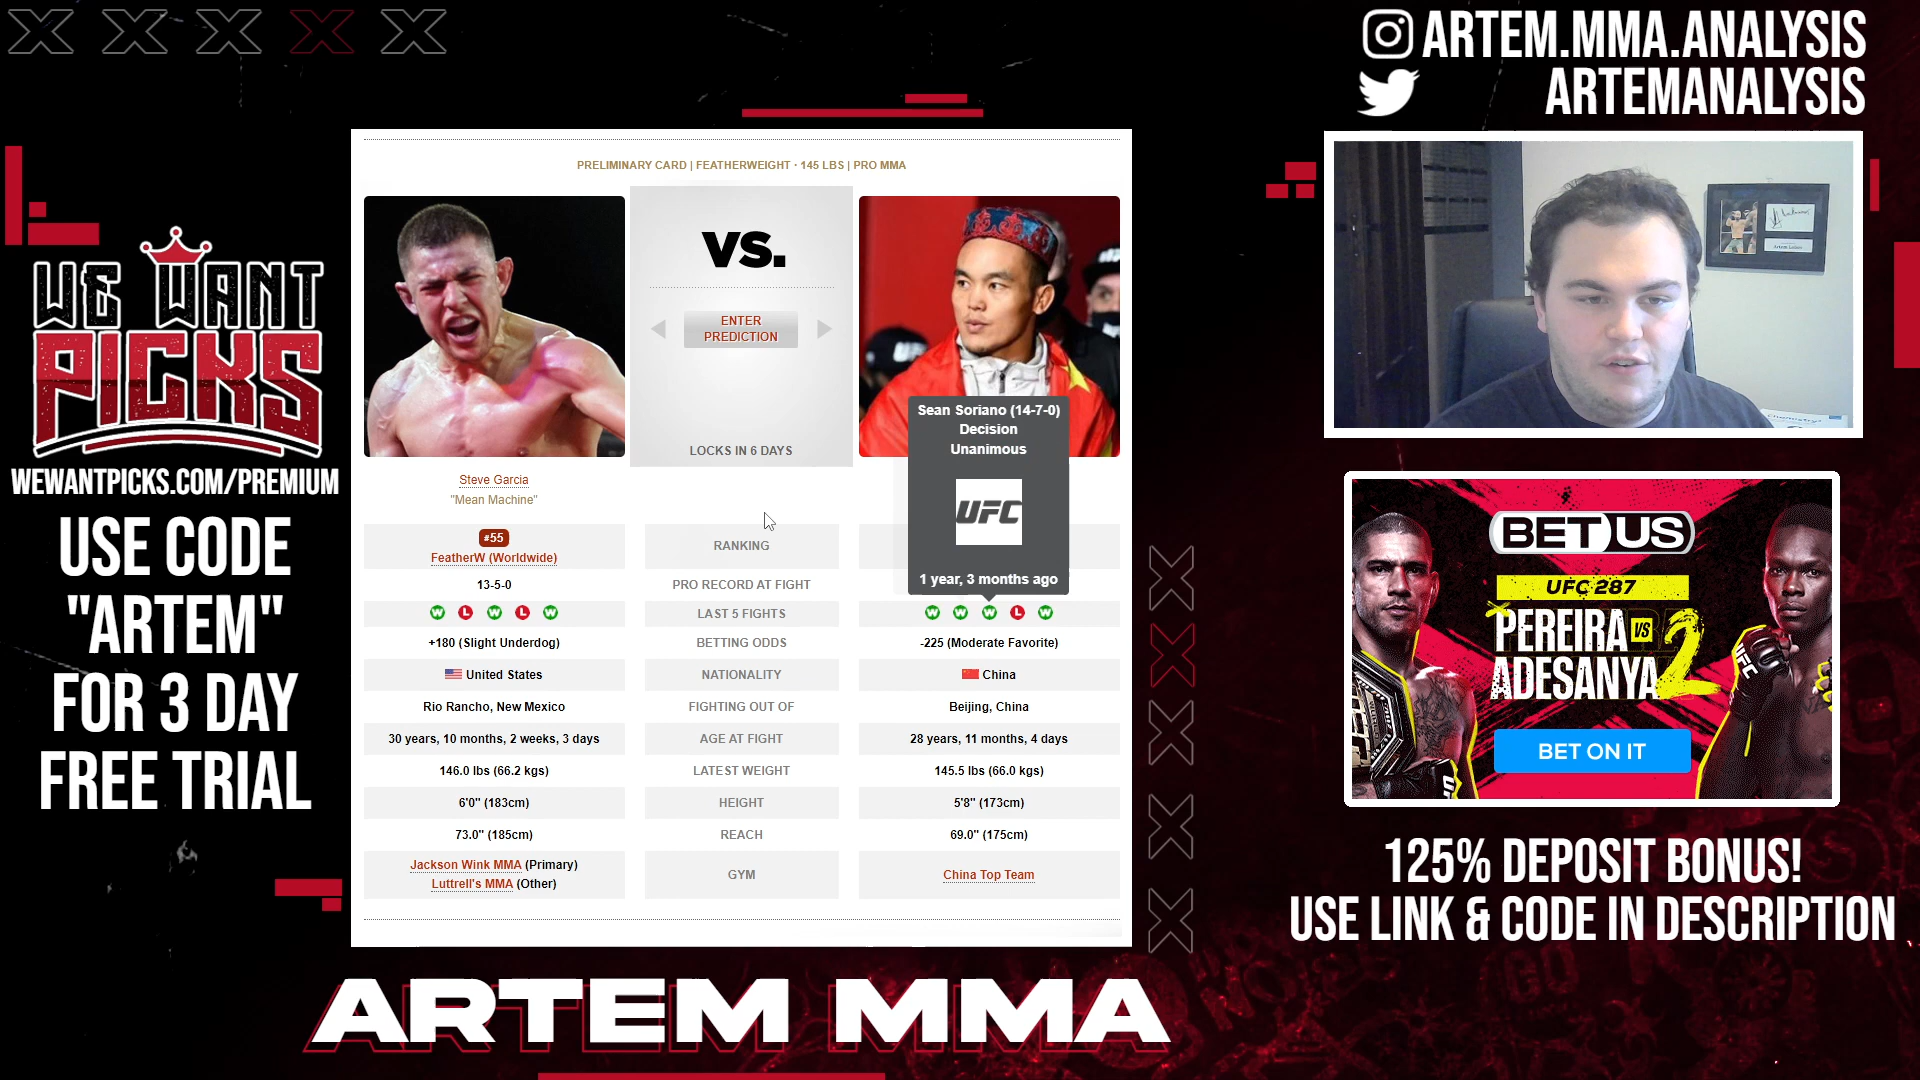 WE WANT
PICKS
WEWANTPICKS.COM/PREMIUM
USE CODE
"ARTEM"
FOR 3 DAY
FREE TRIAL
PRELIMINARY CARD | FEATHERWEIGHT · 145 LBS | PRO MMA
VS.
ENTER
PREDICTION
LOCKS IN 6 DAYS
Steve Garcia
"Mean Machine"
Sean Soriano (14-7-0)
Decision
Unanimous
UFC
1 year, 3 months ago
#55
FeatherW (Worldwide)
RANKING
13-5-0
PRO RECORD AT FIGHT
W L W L W
LAST 5 FIGHTS
W W W L W
+180 (Slight Underdog)
BETTING ODDS
-225 (Moderate Favorite)
United States
NATIONALITY
China
Rio Rancho, New Mexico
FIGHTING OUT OF
Beijing, China
30 years, 10 months, 2 weeks, 3 days
AGE AT FIGHT
28 years, 11 months, 4 days
146.0 lbs (66.2 kgs)
LATEST WEIGHT
145.5 lbs (66.0 kgs)
6'0" (183cm)
HEIGHT
5'8" (173cm)
73.0" (185cm)
REACH
69.0" (175cm)
Jackson Wink MMA (Primary)
Luttrell's MMA (Other)
GYM
China Top Team
ARTEM MMA
ARTEM.MMA.ANALYSIS
ARTEMANALYSIS
BETUS
UFC 287
PEREIRA VS
ADESANYA 2
BET ON IT
125% DEPOSIT BONUS!
USE LINK & CODE IN DESCRIPTION